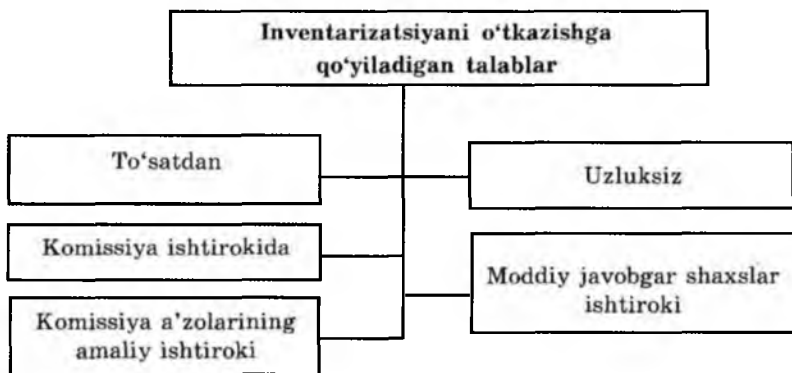 Inventarizatsiyani o‘tkazishga
qo‘yiladigan talablar
To‘satdan
Uzluksiz
Komissiya ishtirokida
Moddiy javobgar shaxslar
ishtiroki
Komissiya a’zolarining
amaliy ishtiroki